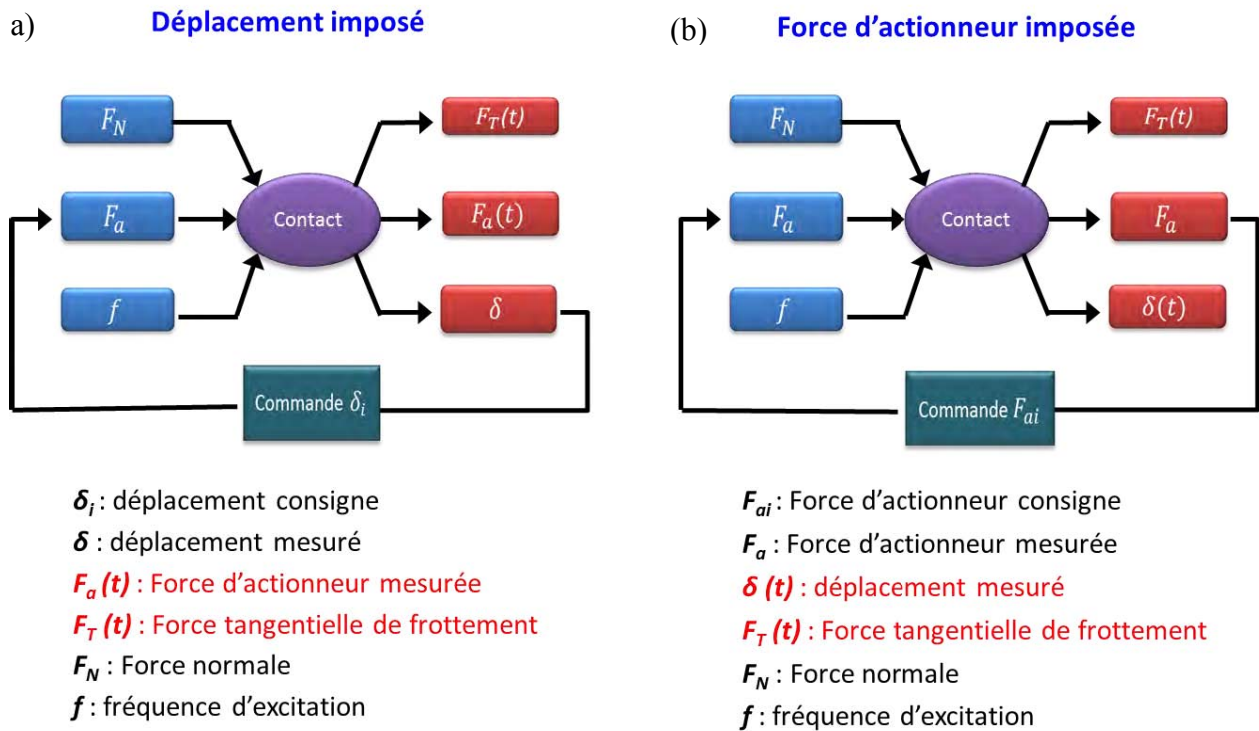 a)
Déplacement imposé
F_N
F_T(t)
F_a
Contact
F_a(t)
f
δ
Commande δ_i
δ_i : déplacement consigne
δ : déplacement mesuré
F_a (t) : Force d'actionneur mesurée
F_T (t) : Force tangentielle de frottement
F_N : Force normale
f : fréquence d'excitation
(b)
Force d'actionneur imposée
F_N
F_T(t)
F_a
Contact
F_a
f
δ(t)
Commande F_ai
F_ai : Force d'actionneur consigne
F_a : Force d'actionneur mesurée
δ (t) : déplacement mesuré
F_T (t) : Force tangentielle de frottement
F_N : Force normale
f : fréquence d'excitation